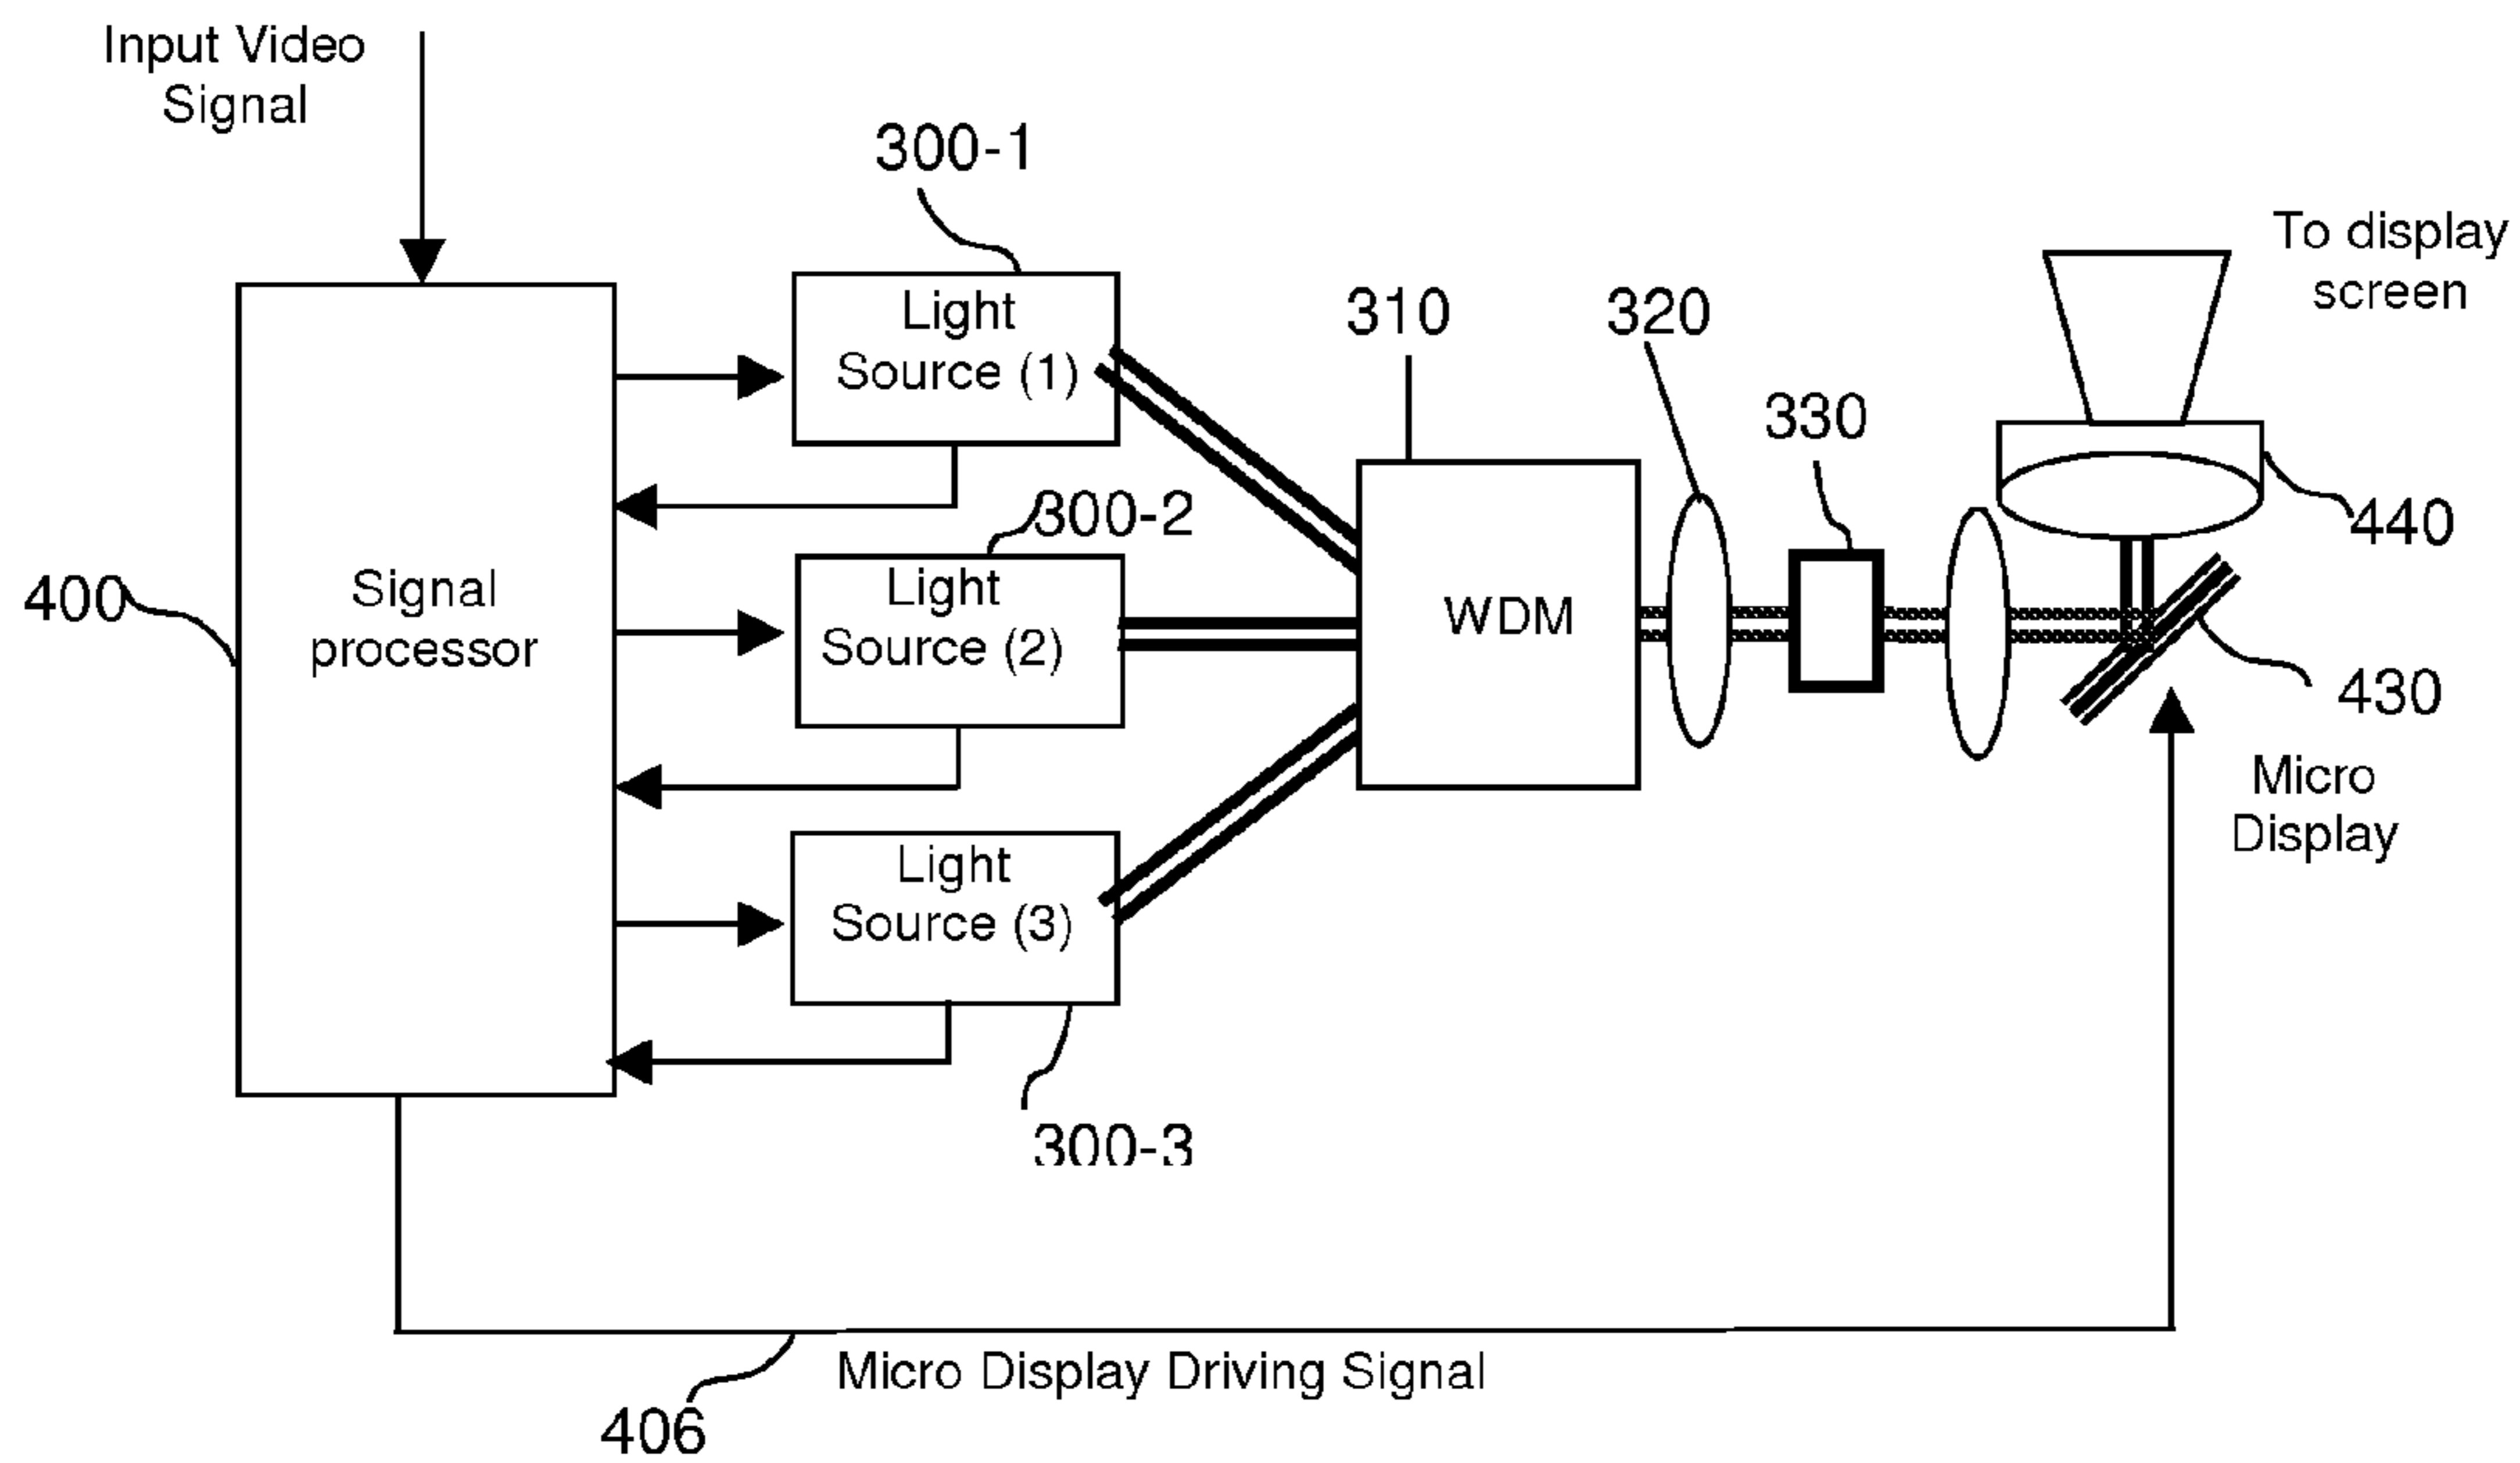 Input Video
Signal
300-1
To display
screen
Light
Source (1)
310
320
330
300-2
440
400
Signal
processor
Light
Source (2)
WDM
430
Micro
Display
Light
Source (3)
300-3
Micro Display Driving Signal
406